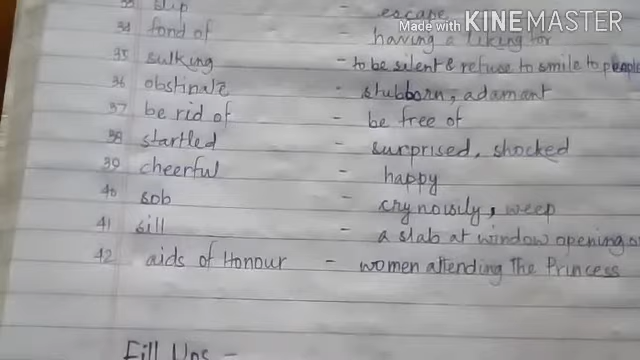 33 slip - escape
Made with KINEMASTER
34 fond of - having a liking for
35 sulking - to be silent & refuse to smile to people
36 obstinate - stubborn, adamant
37 be rid of - be free of
38 startled - surprised, shocked
39 cheerful - happy
40 sob - cry noisily, weep
41 sill - a slab at window opening
42 aids of Honour - women attending the Princess
Fill Ups -